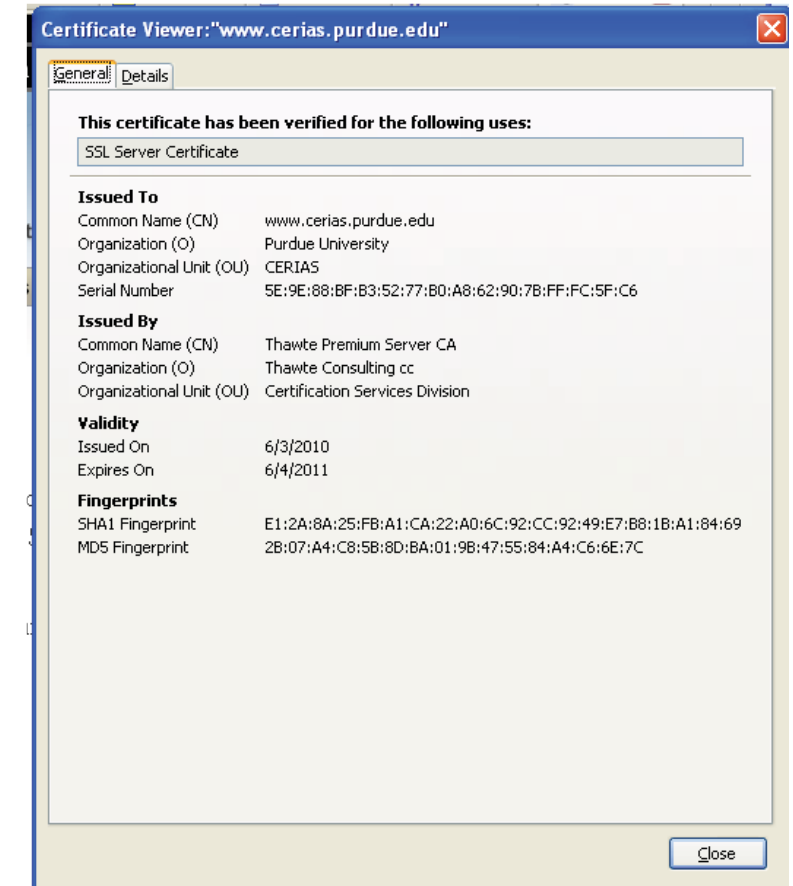 Certificate Viewer:"www.cerias.purdue.edu"
General Details
This certificate has been verified for the following uses:
SSL Server Certificate
Issued To
Common Name (CN) www.cerias.purdue.edu
Organization (O) Purdue University
Organizational Unit (OU) CERIAS
Serial Number 5E:9E:88:BF:B3:52:77:B0:A8:62:90:7B:FF:FC:5F:C6
Issued By
Common Name (CN) Thawte Premium Server CA
Organization (O) Thawte Consulting cc
Organizational Unit (OU) Certification Services Division
Validity
Issued On 6/3/2010
Expires On 6/4/2011
Fingerprints
SHA1 Fingerprint E1:2A:8A:25:FB:A1:CA:22:A0:6C:92:CC:92:49:E7:B8:1B:A1:84:69
MD5 Fingerprint 2B:07:A4:C8:5B:8D:BA:01:9B:47:55:84:A4:C6:6E:7C
Close